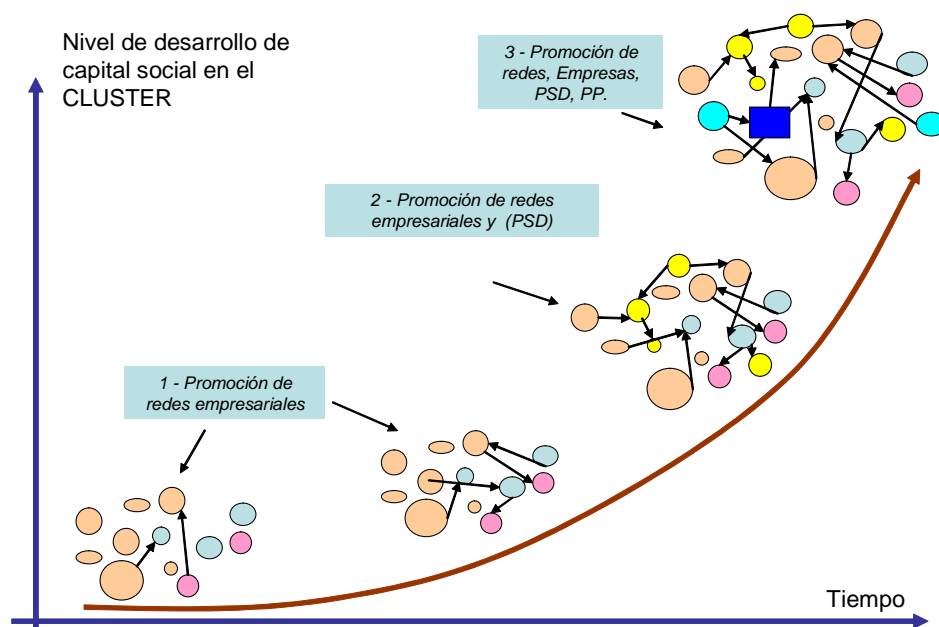 Nivel de desarrollo de
capital social en el
CLUSTER
3 - Promoción de
redes, Empresas,
PSD, PP.
2 - Promoción de redes
empresariales y (PSD)
1 - Promoción de
redes empresariales
Tiempo